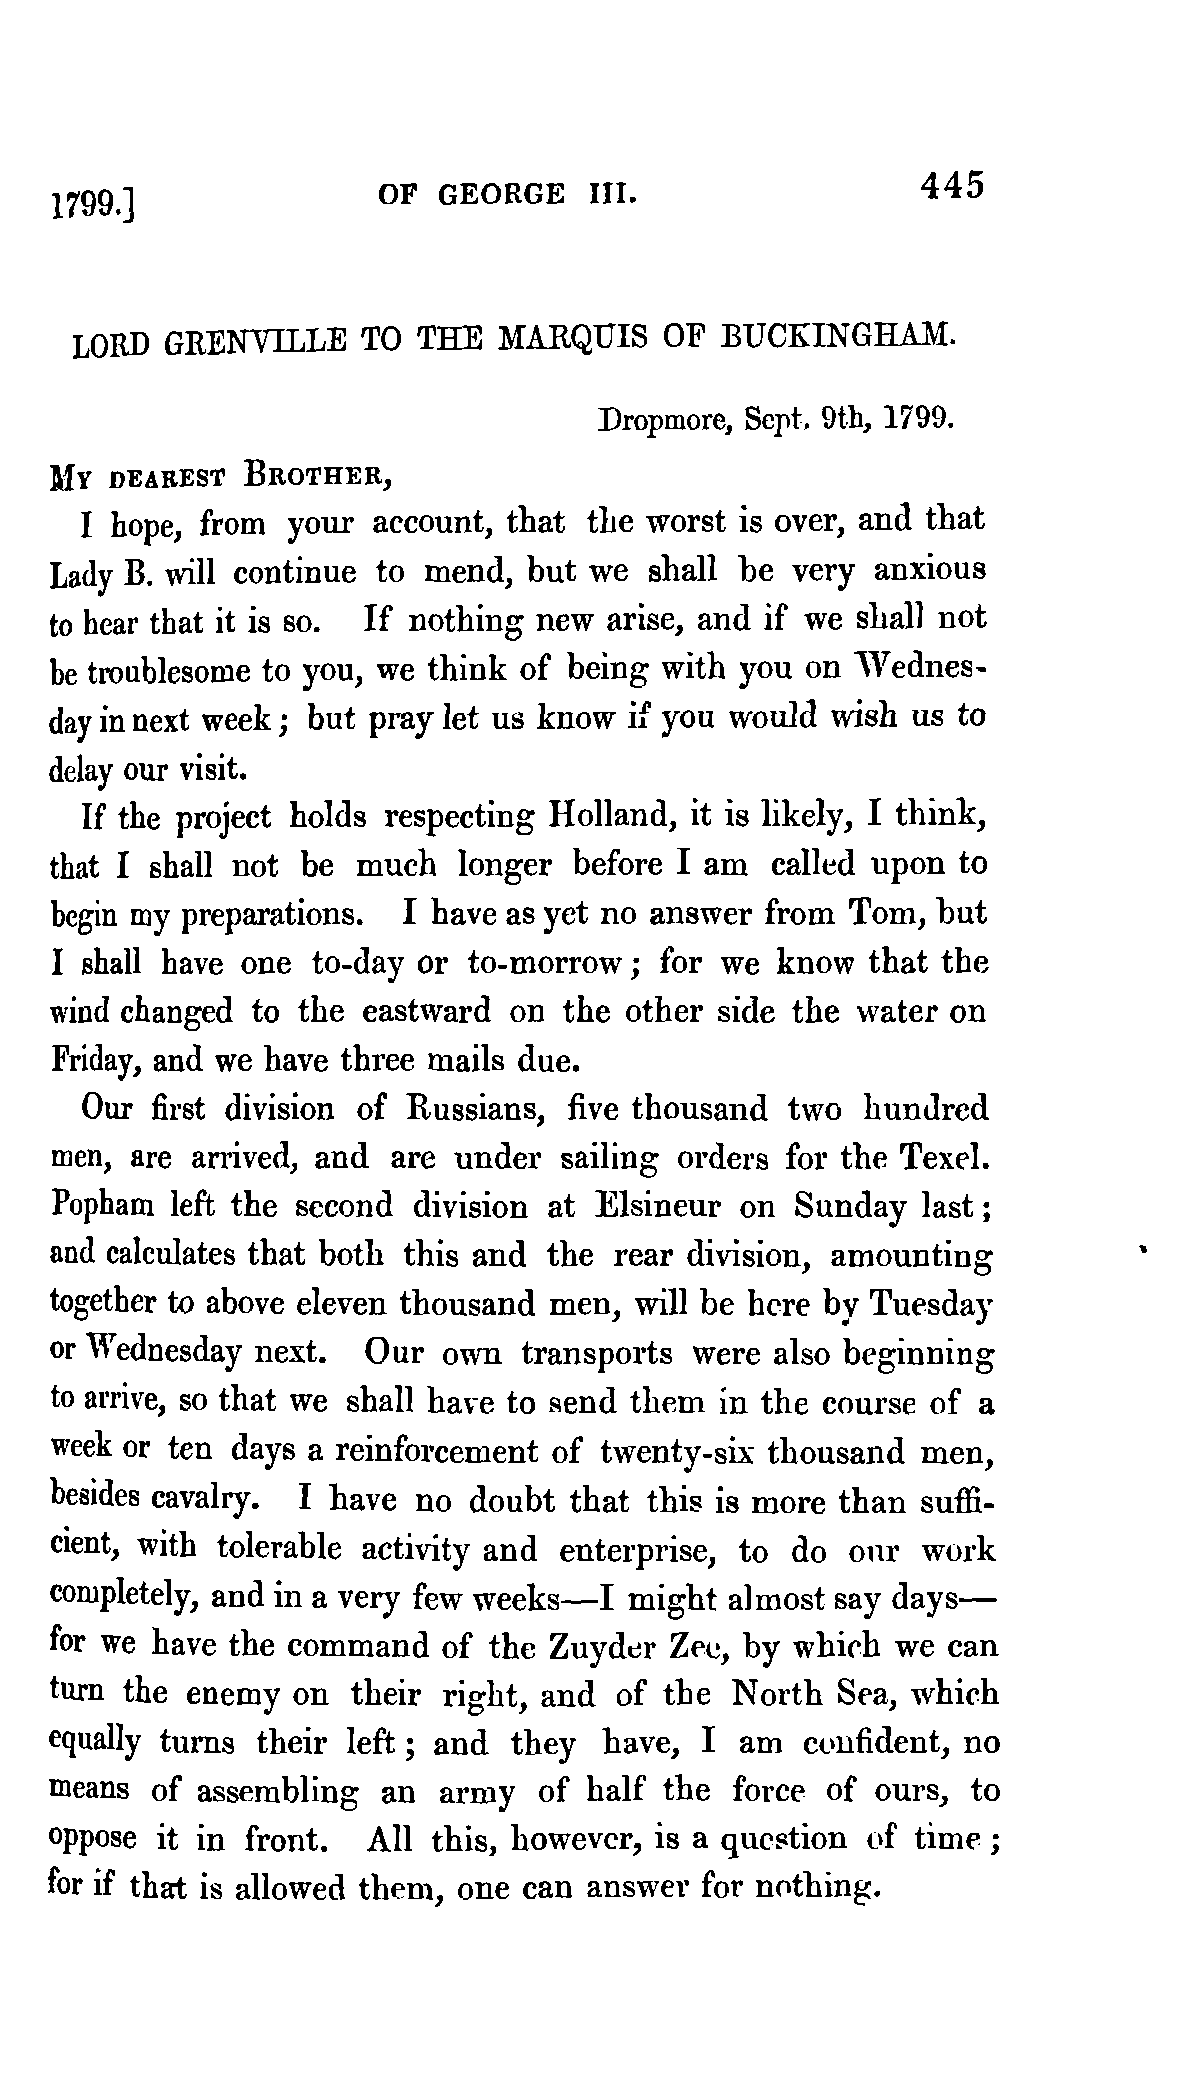 1799.] OF GEORGE III. 445
LORD GRENVILLE TO THE MARQUIS OF BUCKINGHAM.
Dropmore, Sept. 9th, 1799.
MY DEAREST BROTHER,
I hope, from your account, that the worst is over, and that
Lady B. will continue to mend, but we shall be very anxious
to hear that it is so. If nothing new arise, and if we shall not
be troublesome to you, we think of being with you on Wednes-
day in next week; but pray let us know if you would wish us to
delay our visit.
If the project holds respecting Holland, it is likely, I think,
that I shall not be much longer before I am called upon to
begin my preparations. I have as yet no answer from Tom, but
I shall have one to-day or to-morrow; for we know that the
wind changed to the eastward on the other side the water on
Friday, and we have three mails due.
Our first division of Russians, five thousand two hundred
men, are arrived, and are under sailing orders for the Texel.
Popham left the second division at Elsineur on Sunday last;
and calculates that both this and the rear division, amounting
together to above eleven thousand men, will be here by Tuesday
or Wednesday next. Our own transports were also beginning
to arrive, so that we shall have to send them in the course of a
week or ten days a reinforcement of twenty-six thousand men,
besides cavalry. I have no doubt that this is more than suffi-
cient, with tolerable activity and enterprise, to do our work
completely, and in a very few weeks—I might almost say days—
for we have the command of the Zuyder Zee, by which we can
turn the enemy on their right, and of the North Sea, which
equally turns their left; and they have, I am confident, no
means of assembling an army of half the force of ours, to
oppose it in front. All this, however, is a question of time;
for if that is allowed them, one can answer for nothing.